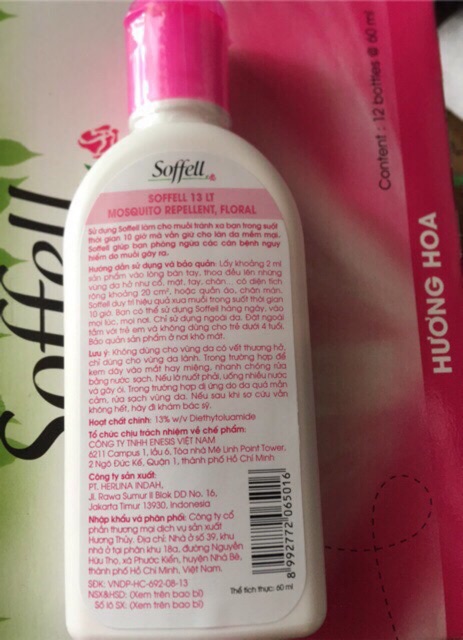 Soffell
Content : 12 bottles @ 60 ml
HƯƠNG HOA
Soffell
SOFFELL 13 LT
MOSQUITO REPELLENT, FLORAL
Sử dụng Soffell làm cho muỗi tránh xa bạn trong suốt
thời gian 10 giờ mà vẫn giữ cho làn da mềm mại.
Soffell giúp bạn phòng ngừa các căn bệnh nguy
hiểm do muỗi gây ra.
Hướng dẫn sử dụng và bảo quản: Lấy khoảng 2 ml
sản phẩm vào lòng bàn tay, thoa đều lên những
vùng da hở như cổ, mặt, tay, chân... có diện tích
rộng khoảng 20 cm², hoặc quần áo, chăn màn.
Soffell duy trì hiệu quả xua muỗi trong suốt thời gian
10 giờ. Bạn có thể sử dụng Soffell hàng ngày, vào
mọi lúc, mọi nơi. Chỉ sử dụng ngoài da. Đặt ngoài
tầm với trẻ em và không dùng cho trẻ dưới 4 tuổi.
Bảo quản sản phẩm ở nơi khô mát.
Lưu ý: Không dùng cho vùng da có vết thương hở,
chỉ dùng cho vùng da lành. Trong trường hợp để
kem dây vào mắt hay miệng, nhanh chóng rửa
bằng nước sạch. Nếu lỡ nuốt phải, uống nhiều nước
và gây ói. Trong trường hợp dị ứng do da quá mẫn
cảm, rửa sạch vùng da. Nếu sau khi sơ cứu vẫn
không hết, hãy đi khám bác sỹ.
Hoạt chất chính: 13% w/v Diethyltoluamide
Tổ chức chịu trách nhiệm về chế phẩm:
CÔNG TY TNHH ENESIS VIỆT NAM
6211 Campus 1, lầu 6, Tòa nhà Mê Linh Point Tower,
2 Ngô Đức Kế, Quận 1, thành phố Hồ Chí Minh
Công ty sản xuất:
PT. HERLINA INDAH,
JL. Rawa Sumur II Blok DD No. 16,
Jakarta Timur 13930, Indonesia
Nhập khẩu và phân phối: Công ty cổ
phần thương mại dịch vụ sản xuất
Hương Thủy. Địa chỉ: Nhà ở số 39, khu
nhà ở tại phân khu 18a, đường Nguyễn
Hữu Thọ, xã Phước Kiển, huyện Nhà Bè,
thành phố Hồ Chí Minh, Việt Nam.
SĐK: VNDP-HC-692-08-13
NSX&HSD: (Xem trên bao bì)
Số lô SX: (Xem trên bao bì)
8 992772 065016
Thể tích thực: 60 ml